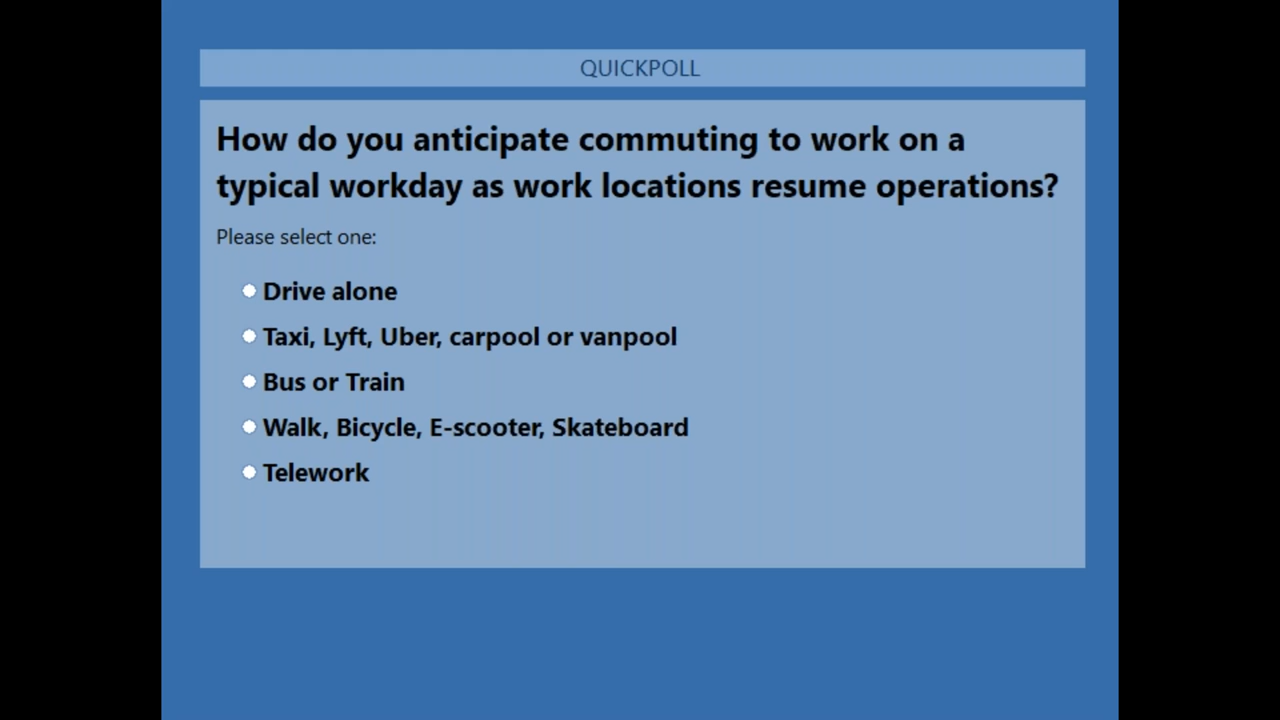 QUICKPOLL
How do you anticipate commuting to work on a
typical workday as work locations resume operations?
Please select one:
Drive alone
Taxi, Lyft, Uber, carpool or vanpool
Bus or Train
Walk, Bicycle, E-scooter, Skateboard
Telework